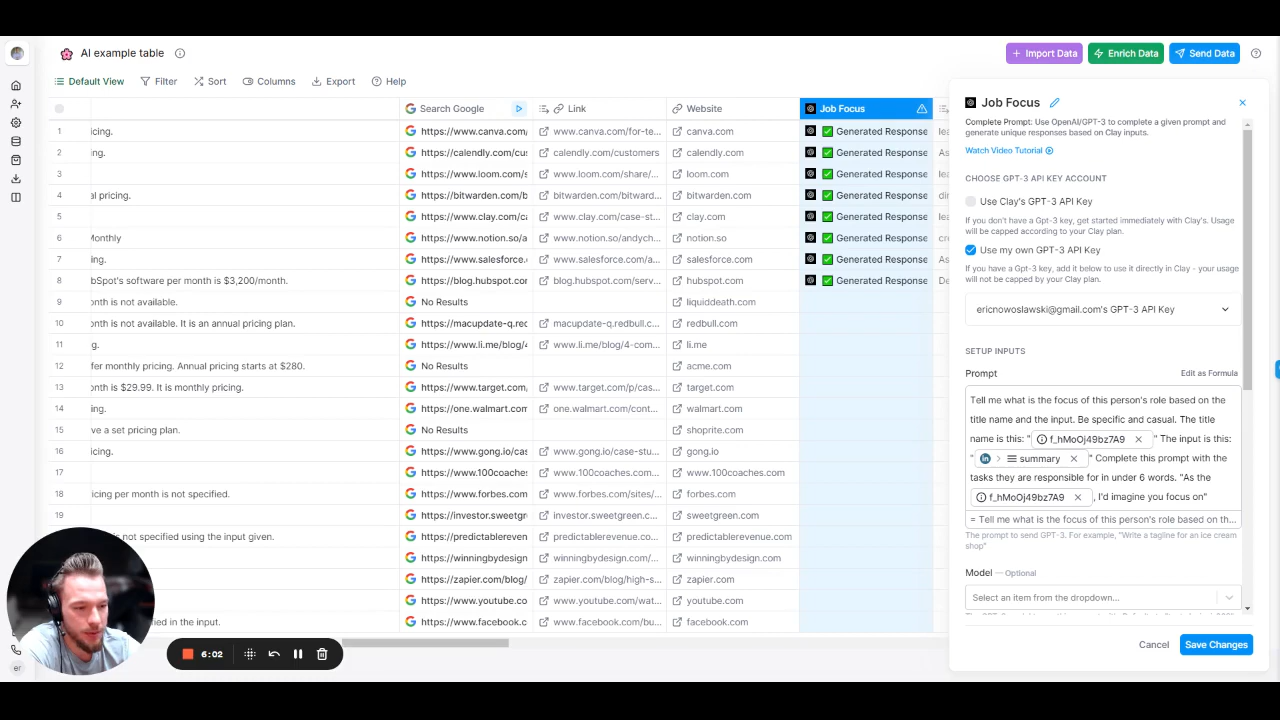 AI example table
Import Data
Enrich Data
Send Data
Default View
Filter
Sort
Columns
Export
Help
Search Google
Link
Website
Job Focus
1 icing. https://www.canva.com/ www.canva.com/for-te... canva.com Generated Response
2 ing. https://calendly.com/cus calendly.com/customers calendly.com Generated Response
3 https://www.loom.com/s www.loom.com/share/... loom.com Generated Response
4 al pricing. https://www.bitwarden.com/b bitwarden.com/bitward... bitwarden.com Generated Response
5 https://www.clay.com/ca www.clay.com/case-st... clay.com Generated Response
6 Monthly https://www.notion.so/a www.notion.so/andych... notion.so Generated Response
7 ing. https://www.salesforce. www.salesforce.com/a... salesforce.com Generated Response
8 bSpot's software per month is $3,200/month. https://blog.hubspot.com blog.hubspot.com/serv... hubspot.com Generated Response
9 onth is not available. No Results liquiddeath.com
10 onth is not available. It is an annual pricing plan. https://macupdate-q.red macupdate-q.redbull.c... redbull.com
11 g. https://www.li.me/blog/4 www.li.me/blog/4-com... li.me
12 fer monthly pricing. Annual pricing starts at $280. No Results acme.com
13 onth is $29.99. It is monthly pricing. https://www.target.com, www.target.com/p/cas... target.com
14 ing. https://one.walmart.com one.walmart.com/cont... walmart.com
15 ve a set pricing plan. No Results shoprite.com
16 icing. https://www.gong.io/cas www.gong.io/case-stu... gong.io
17 https://www.100coaches www.100coaches.com... www.100coaches.com
18 icing per month is not specified. https://www.forbes.com www.forbes.com/sites/... forbes.com
19 https://investor.sweetgr investor.sweetgreen.c... sweetgreen.com
is not specified using the input given. https://predictablereven predictablerevenue.co... predictablerevenue.com
https://winningbydesign winningbydesign.com/... winningbydesign.com
https://zapier.com/blog/ zapier.com/blog/high-s... zapier.com
https://www.youtube.co www.youtube.com/wat... youtube.com
ied in the input. https://www.facebook.c www.facebook.com/bu... facebook.com
6:02
er
Job Focus
Complete Prompt: Use OpenAI/GPT-3 to complete a given prompt and
generate unique responses based on Clay inputs.
Watch Video Tutorial
CHOOSE GPT-3 API KEY ACCOUNT
Use Clay's GPT-3 API Key
If you don't have a Gpt-3 key, get started immediately with Clay's. Usage
will be capped according to your Clay plan.
Use my own GPT-3 API Key
If you have a Gpt-3 key, add it below to use it directly in Clay - your usage
will not be capped by your Clay plan.
ericnowoslawski@gmail.com's GPT-3 API Key
SETUP INPUTS
Prompt Edit as Formula
Tell me what is the focus of this person's role based on the
title name and the input. Be specific and casual. The title
name is this: " f_hMoOj49bz7A9 " The input is this:
" in > summary " Complete this prompt with the
tasks they are responsible for in under 6 words. "As the
f_hMoOj49bz7A9 , I'd imagine you focus on"
= Tell me what is the focus of this person's role based on th...
The prompt to send GPT-3. For example, "Write a tagline for an ice cream
shop"
Model — Optional
Select an item from the dropdown...
Cancel
Save Changes